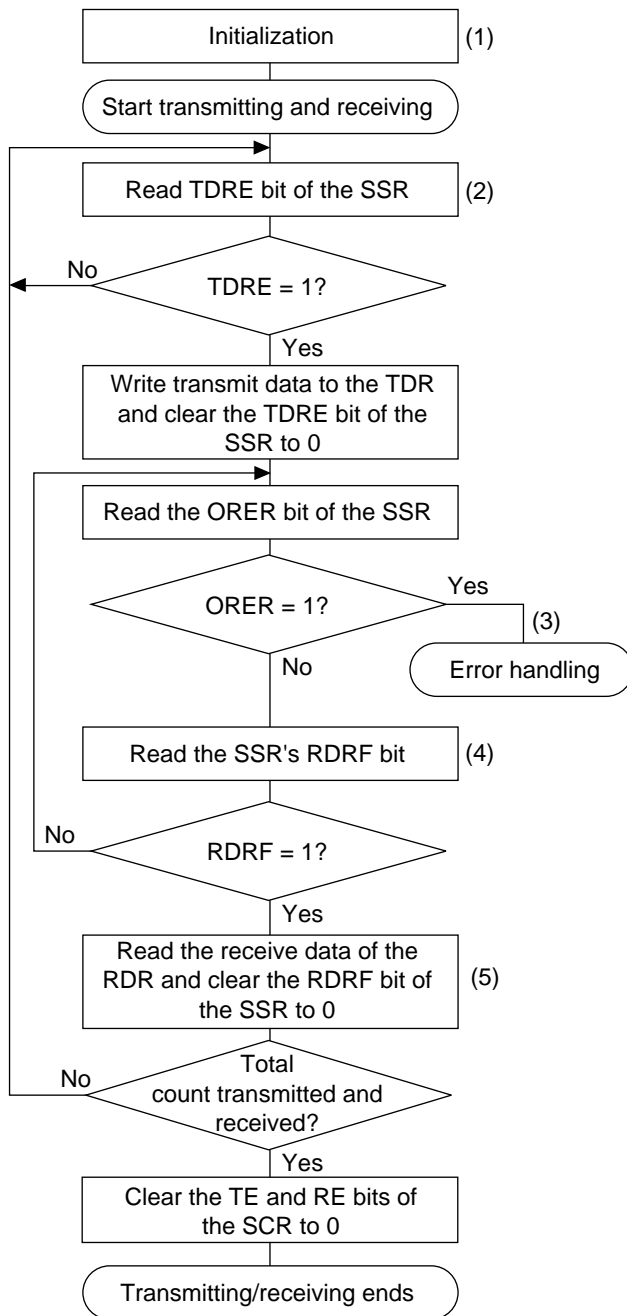 Initialization
(1)
Start transmitting and receiving
Read TDRE bit of the SSR
(2)
No
TDRE = 1?
Yes
Write transmit data to the TDR
and clear the TDRE bit of the
SSR to 0
Read the ORER bit of the SSR
Yes
ORER = 1?
(3)
No
Error handling
Read the SSR's RDRF bit
(4)
No
RDRF = 1?
Yes
Read the receive data of the
RDR and clear the RDRF bit of
the SSR to 0
(5)
Total
count transmitted and
received?
No
Yes
Clear the TE and RE bits of
the SCR to 0
Transmitting/receiving ends